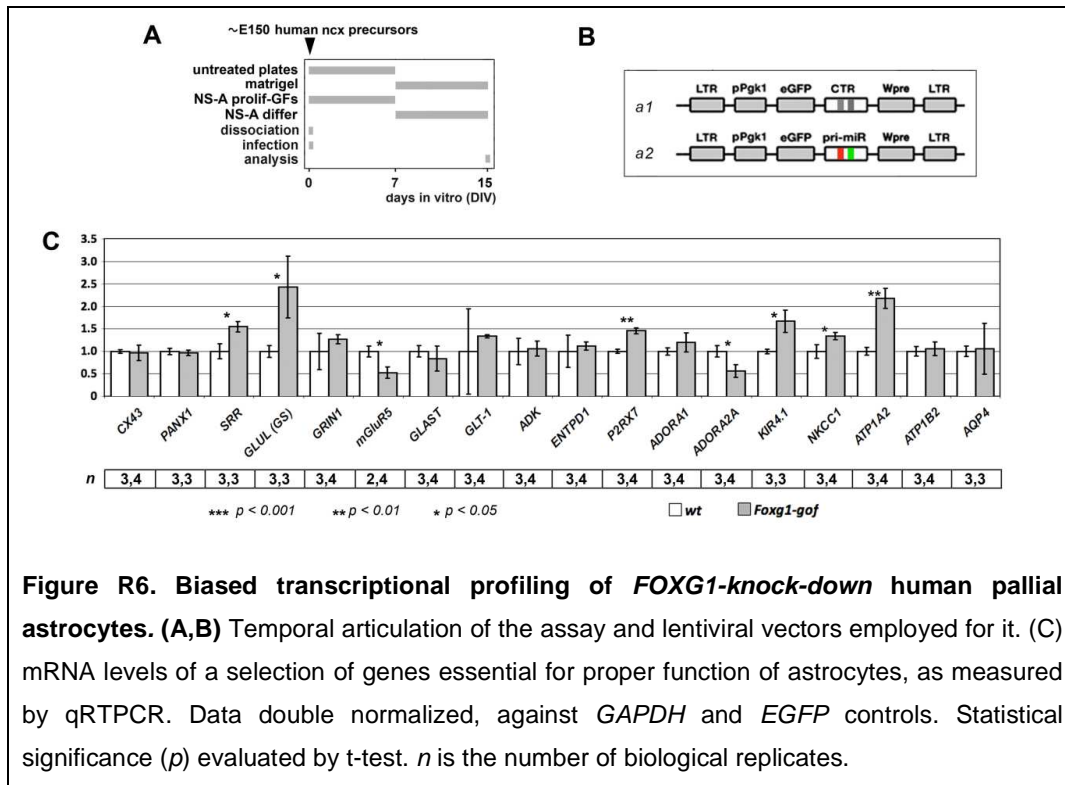 A
~E150 human ncx precursors
untreated plates
matrigel
NS-A prolif-GFs
NS-A differ
dissociation
infection
analysis
0 7 15
days in vitro (DIV)
B
LTR pPgk1 eGFP CTR Wpre LTR
a1
LTR pPgk1 eGFP pri-miR Wpre LTR
a2
C
3.5
3.0
2.5
2.0
1.5
1.0
0.5
0
* * * ** * * * **
CX43 PANX1 SRR GLUL (GS) GRIN1 mGluR5 GLAST GLT-1 ADK ENTPD1 P2RX7 ADORA1 ADORA2A KIR4.1 NKCC1 ATP1A2 ATP1B2 AQP4
n 3,4 3,3 3,3 3,3 3,4 2,4 3,4 3,4 3,4 3,4 3,4 3,4 3,4 3,3 3,4 3,4 3,4 3,3
*** p < 0.001 ** p < 0.01 * p < 0.05 wt Foxg1-gof
Figure R6. Biased transcriptional profiling of FOXG1-knock-down human pallial
astrocytes. (A,B) Temporal articulation of the assay and lentiviral vectors employed for it. (C)
mRNA levels of a selection of genes essential for proper function of astrocytes, as measured
by qRTPCR. Data double normalized, against GAPDH and EGFP controls. Statistical
significance (p) evaluated by t-test. n is the number of biological replicates.